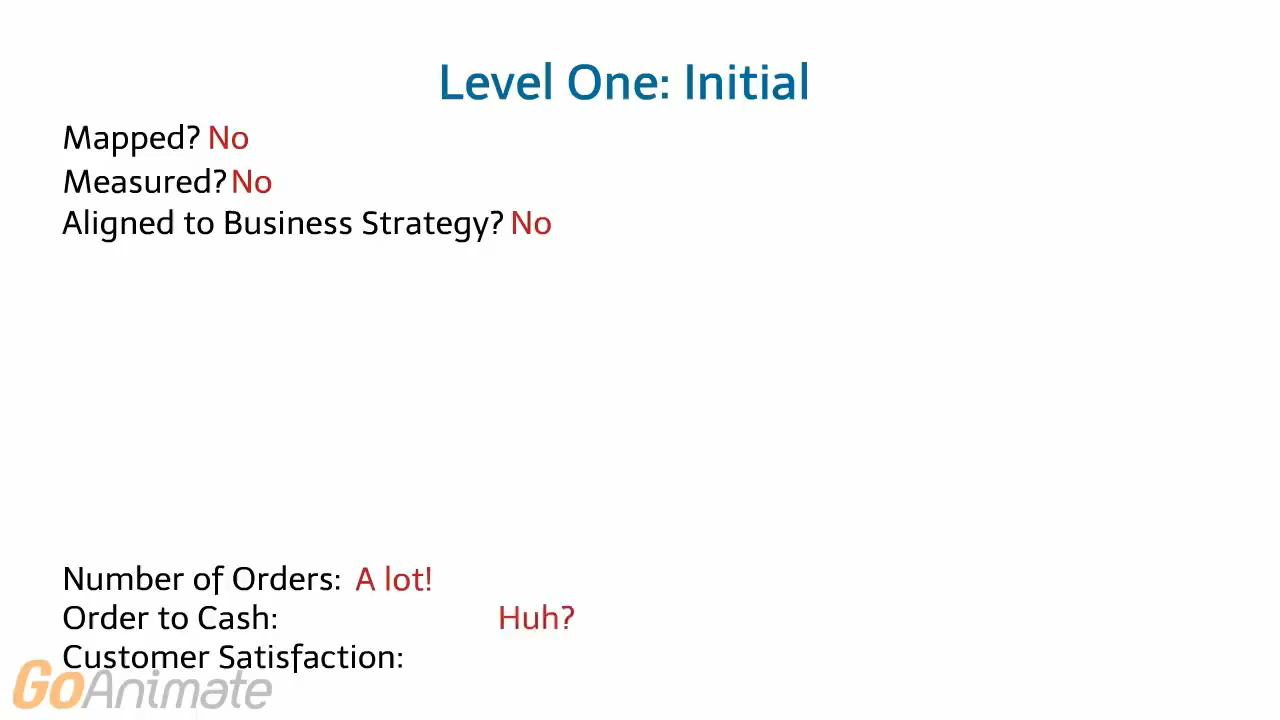 Level One: Initial
Mapped? No
Measured? No
Aligned to Business Strategy? No
Number of Orders: A lot!
Order to Cash: Huh?
Customer Satisfaction:
GoAnimate